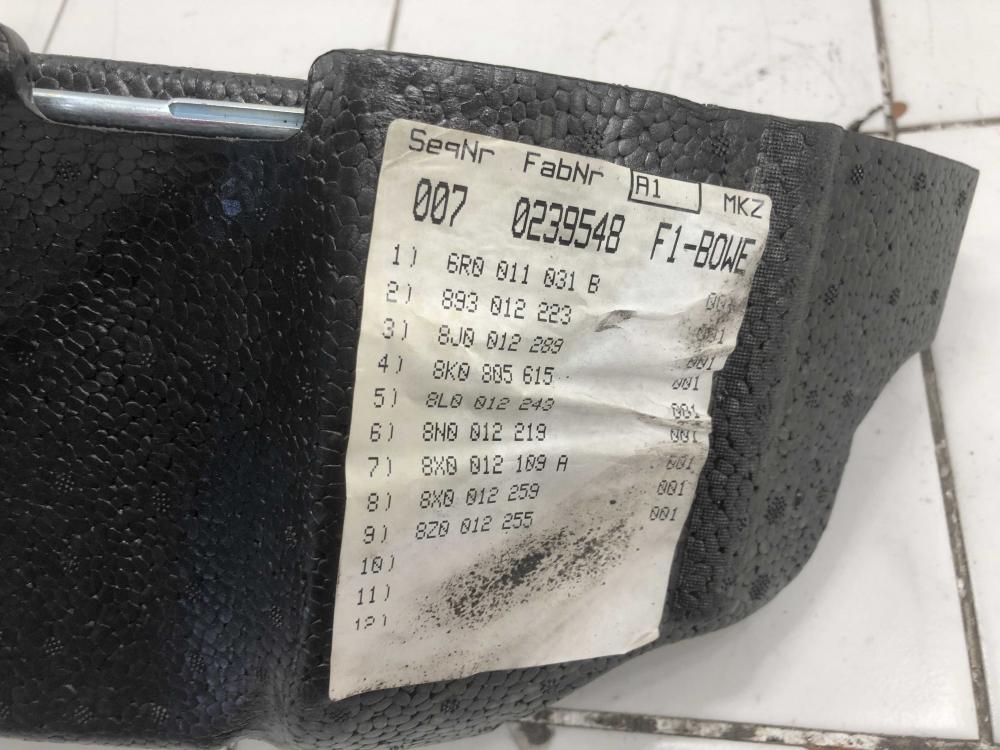 SeqNr FabNr A1 MKZ
007 0239548 F1-BOWE
1) 6R0 011 031 B 001
2) 893 012 223 001
3) 8J0 012 289 001
4) 8K0 805 615 001
5) 8L0 012 243 001
6) 8N0 012 219 001
7) 8X0 012 109 A 001
8) 8X0 012 259 001
9) 8Z0 012 255 001
10)
11)
12)